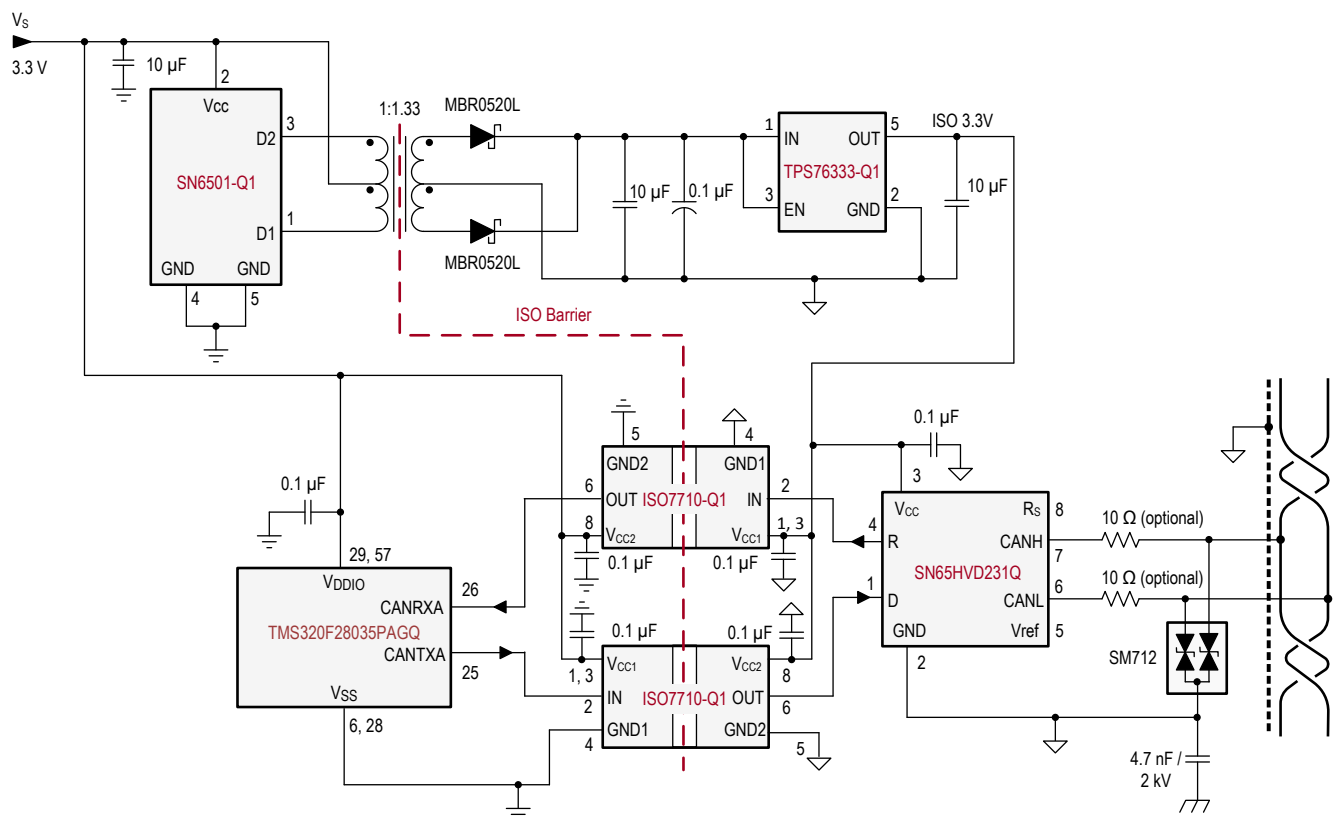 VS
3.3 V
10 µF
2
Vcc
D2
3
SN6501-Q1
D1
1
GND
GND
4
5
1:1.33
MBR0520L
MBR0520L
10 µF
0.1 µF
1
IN
OUT
5
TPS76333-Q1
3
EN
GND
2
ISO 3.3V
10 µF
ISO Barrier
5
4
GND2
GND1
6
OUT
ISO7710-Q1
IN
2
8
VCC2
VCC1
1, 3
0.1 µF
0.1 µF
0.1 µF
29, 57
VDDIO
CANRXA
26
TMS320F28035PAGQ
CANTXA
25
VSS
6, 28
0.1 µF
0.1 µF
1, 3
VCC1
VCC2
8
2
IN
ISO7710-Q1
OUT
6
4
GND1
GND2
5
0.1 µF
3
VCC
RS
8
4
R
CANH
7
SN65HVD231Q
1
D
CANL
6
GND
Vref
5
2
10 Ω (optional)
10 Ω (optional)
SM712
4.7 nF /
2 kV